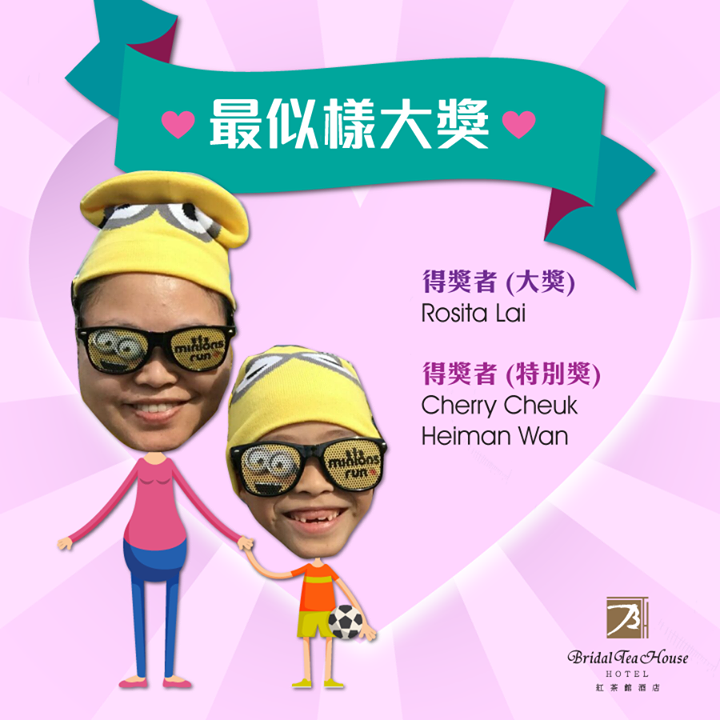 最似樣大獎
得獎者 (大獎)
Rosita Lai
得獎者 (特別獎)
Cherry Cheuk
Heiman Wan
minions
run
minions
run
Bridal Tea House
HOTEL
紅茶館酒店